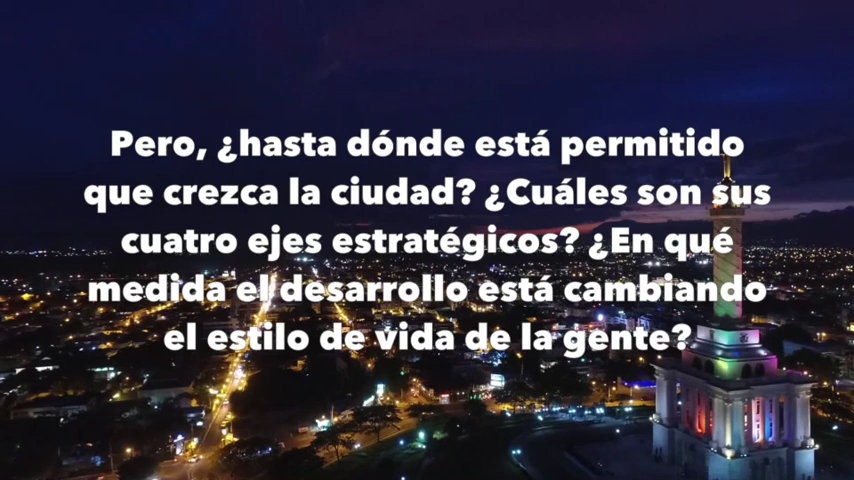 Pero, ¿hasta dónde está permitido
que crezca la ciudad? ¿Cuáles son sus
cuatro ejes estratégicos? ¿En qué
medida el desarrollo está cambiando
el estilo de vida de la gente?